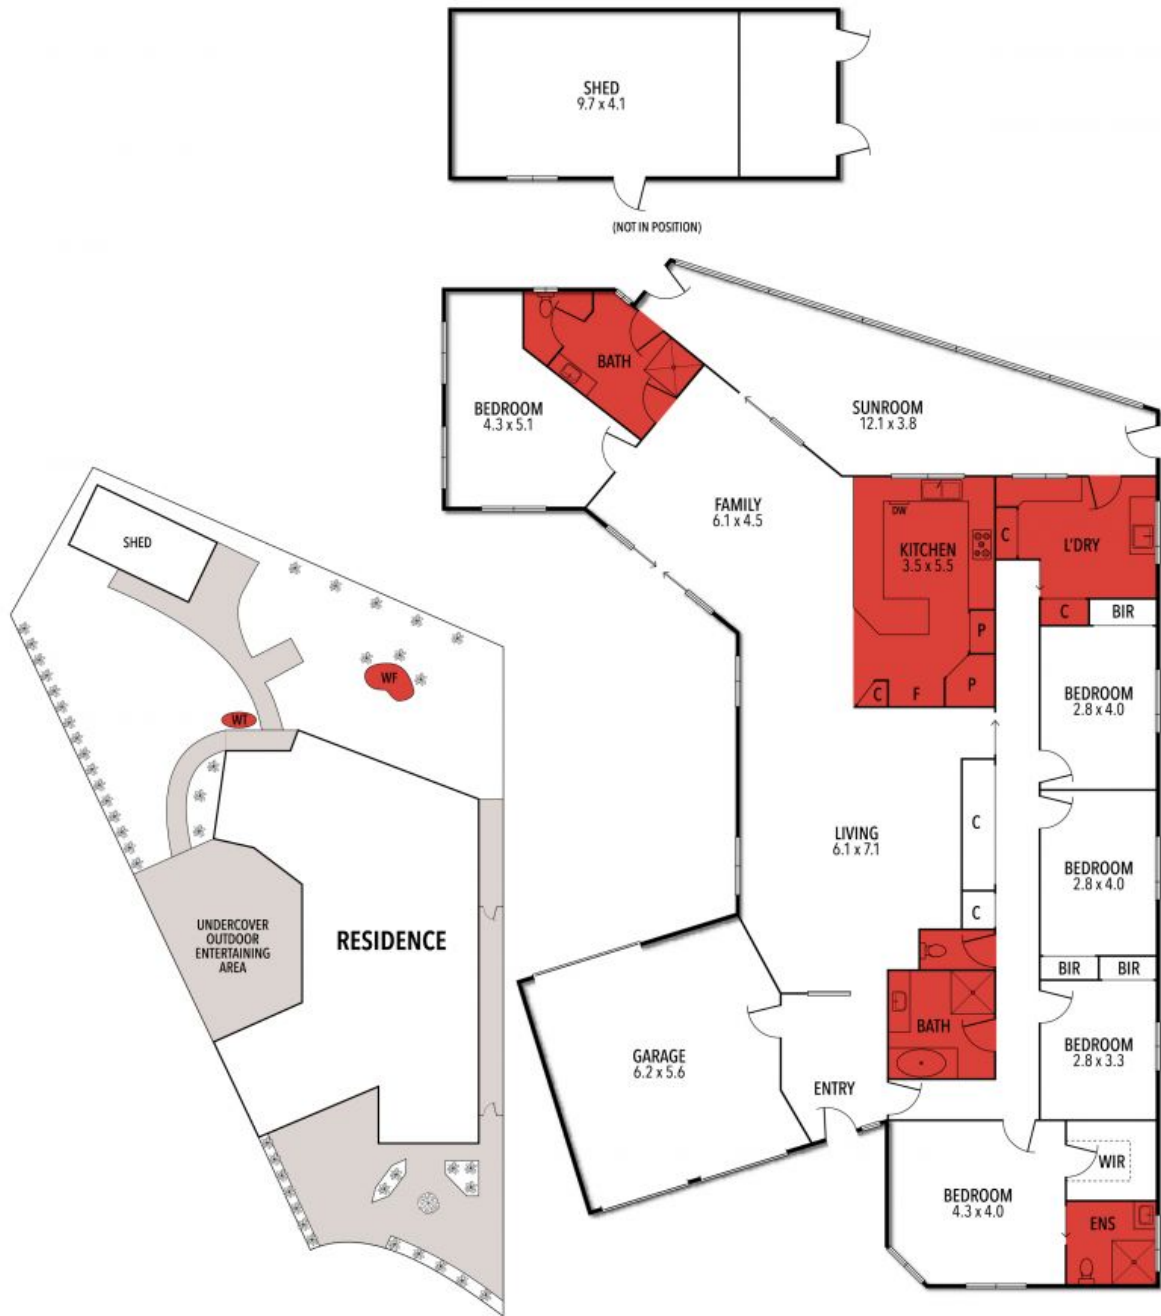 SHED
9.7 x 4.1
(NOT IN POSITION)
BATH
BEDROOM
4.3 x 5.1
SUNROOM
12.1 x 3.8
FAMILY
6.1 x 4.5
DW
KITCHEN
3.5 x 5.5
C
L'DRY
C
BIR
P
P
C
F
BEDROOM
2.8 x 4.0
SHED
WF
WT
C
LIVING
6.1 x 7.1
BEDROOM
2.8 x 4.0
C
UNDERCOVER
OUTDOOR
ENTERTAINING
AREA
RESIDENCE
BIR
BIR
BATH
BEDROOM
2.8 x 3.3
GARAGE
6.2 x 5.6
ENTRY
WIR
BEDROOM
4.3 x 4.0
ENS